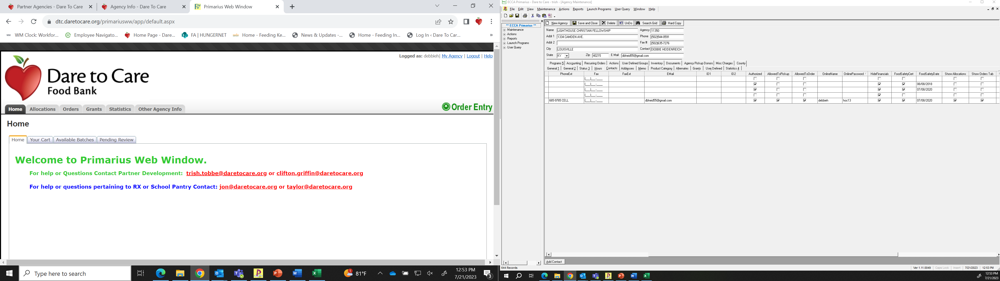 Partner Agencies - Dare To Care
Agency Info - Dare To Care
Primarius Web Window
dtc.daretocare.org/primariusww/app/default.aspx
WM Clock: Workfor...
Employee Navigato...
Home Page - Dare...
FA | HUNGERNET
Home - Feeding Ke...
News & Updates -...
Home - Feeding In...
Log In ‹ Dare To Car...
»
Logged as: debbieh| My Agency | Logout | Help
Dare to Care
Food Bank
Home Allocations Orders Grants Statistics Other Agency Info
Order Entry
Home
Home Your Cart Available Batches Pending Review
Welcome to Primarius Web Window.
For help or Questions Contact Partner Development: trish.tobbe@daretocare.org or clifton.griffin@daretocare.org
For help or questions pertaining to RX or School Pantry Contact: jon@daretocare.org or taylor@daretocare.org
Type here to search
1
81°F
12:53 PM
7/21/2023
3
ECCA Primarius - Dare to Care - trish - [Agency Maintenance]
File Edit View Maintenance Actions Reports Launch Programs User Query Window Help
** ECCA Primarius **
Maintenance
Actions
Reports
Launch Programs
User Query
New Agency Save and Close Delete UnDo Search Grid Hard Copy
Name LIGHTHOUSE CHRISTIAN FELLOWSHIP Agency 11350
Addr 1 1334 CAMDEN AVE. Phone (502)544-0591
Addr 2 Fax # (502)635-7276
City LOUISVILLE Contact DEBBIE HEIDENREICH
State KY Zip 40215 E Mail dbheid55@gmail.com
Programs 5 Accounting Recurring Orders Actions User Defined Groups Inventory Documents Agency Pickup Donors Misc Charges County
General 1 General 2 Status 3 Hours Contacts Addresses Memo Product Category Alternates Grants User Defined Statistics 4
PhoneExt Fax FaxExt EMail ID1 ID2 Authorized AllowedToPickup AllowedToOrder OnlineName OnlinePassword HideFinancials FoodSafetyCert FoodSafetyDate Show Allocations Show Orders Tab
(___)___-____
(___)___-____ 08/08/2018
(___)___-____ 07/08/2020
(___)___-____
665-9765 CELL (___)___-____ dbheid55@gmail.com debbieh hoc13 07/08/2020
Add Contact
644 Records
Ver 1.11.0049 Caps Lock Insert 7/21/2023 12:53 PM
12:53 PM
7/21/2023